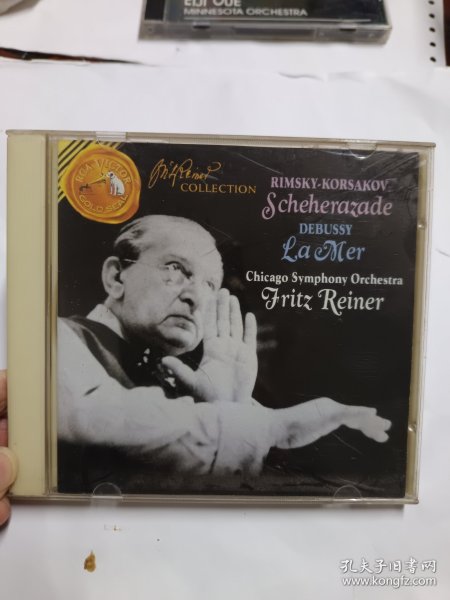 EIJI OUE
MINNESOTA ORCHESTRA
RCA VICTOR
GOLD SEAL
Fritz Reiner
COLLECTION
RIMSKY-KORSAKOV
Scheherazade
DEBUSSY
La Mer
Chicago Symphony Orchestra
Fritz Reiner
孔夫子旧书网
www.kongfz.com